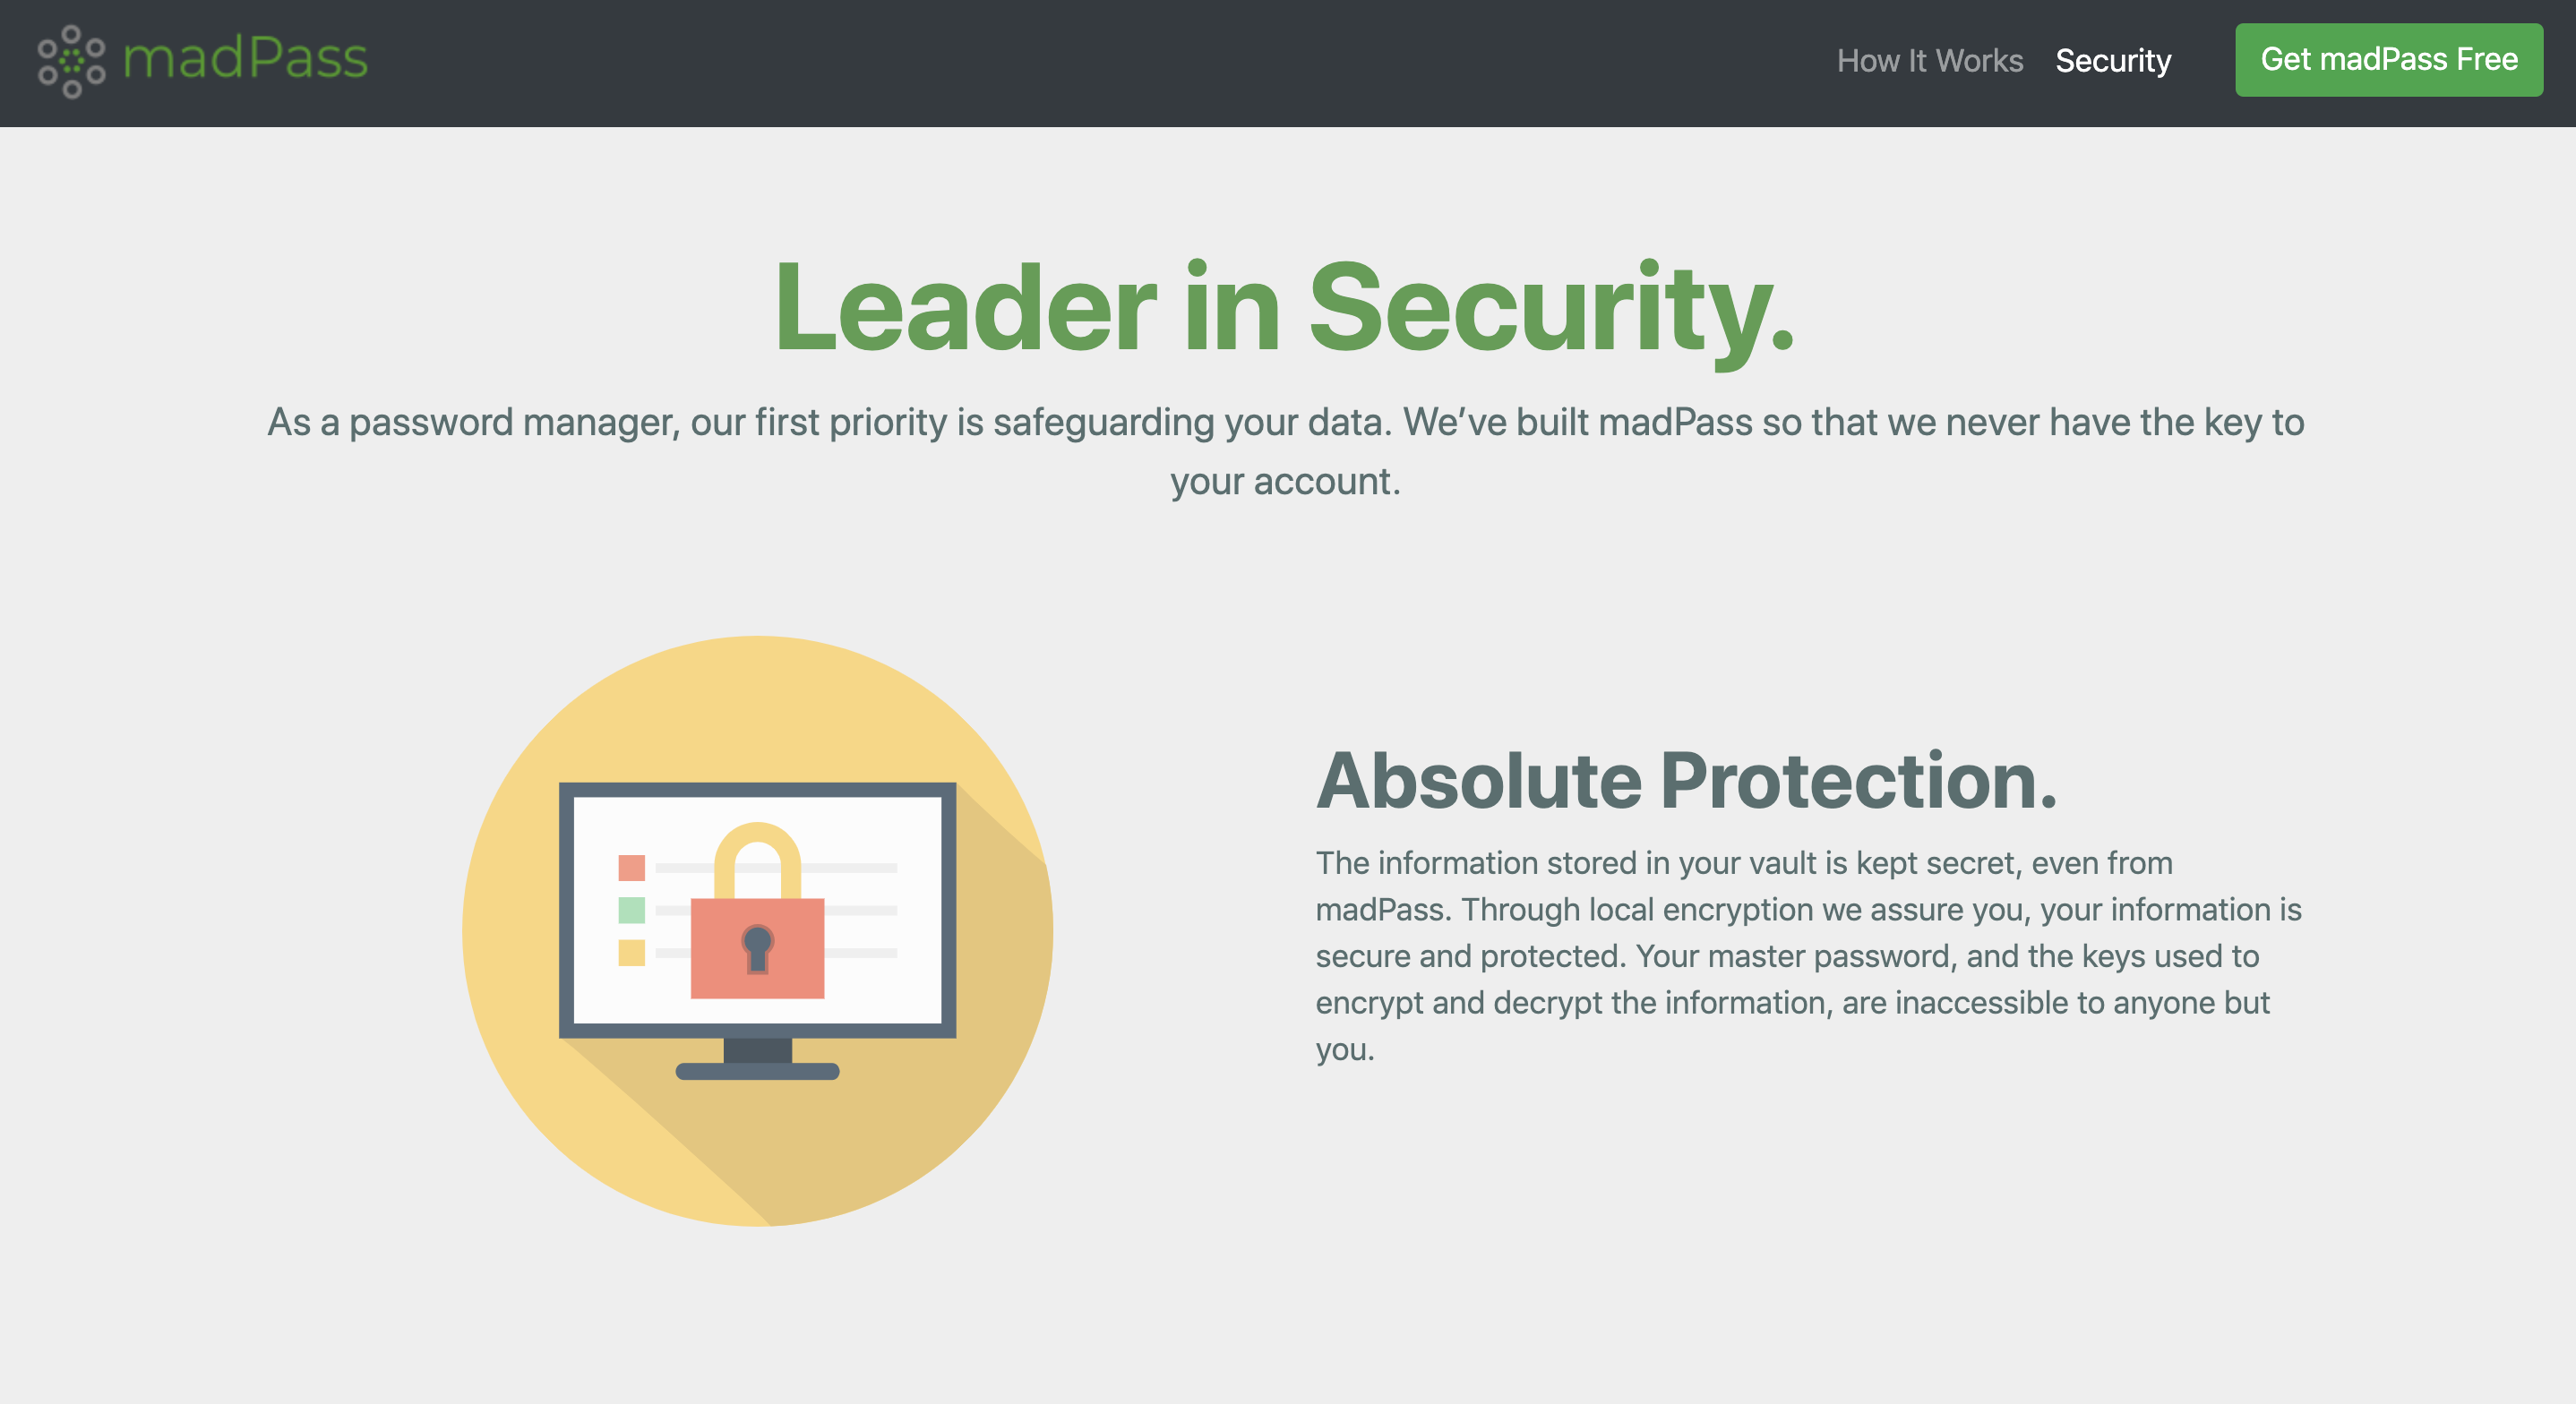 madPass
How It Works
Security
Get madPass Free
Leader in Security.
As a password manager, our first priority is safeguarding your data. We’ve built madPass so that we never have the key to
your account.
Absolute Protection.
The information stored in your vault is kept secret, even from
madPass. Through local encryption we assure you, your information is
secure and protected. Your master password, and the keys used to
encrypt and decrypt the information, are inaccessible to anyone but
you.